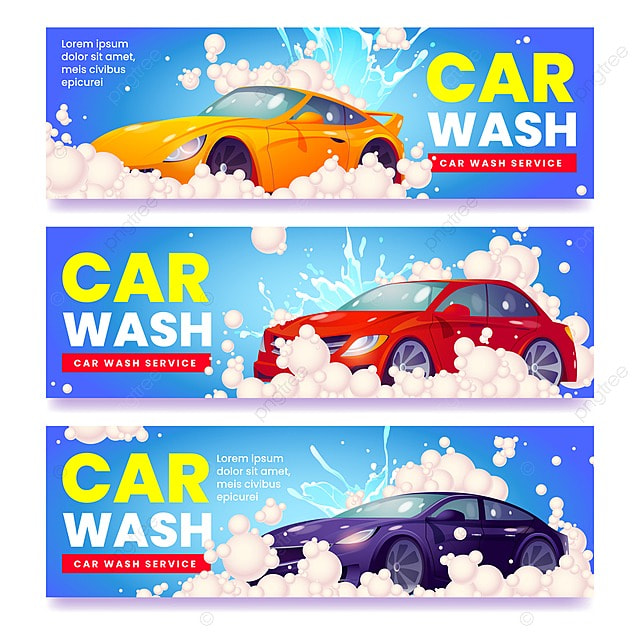 Lorem ipsum
dolor sit amet,
meis civibus
epicurei
CAR
WASH
CAR WASH SERVICE
CAR
WASH
CAR WASH SERVICE
CAR
WASH
CAR WASH SERVICE
Lorem ipsum
dolor sit amet,
meis civibus
epicurei
pngtree